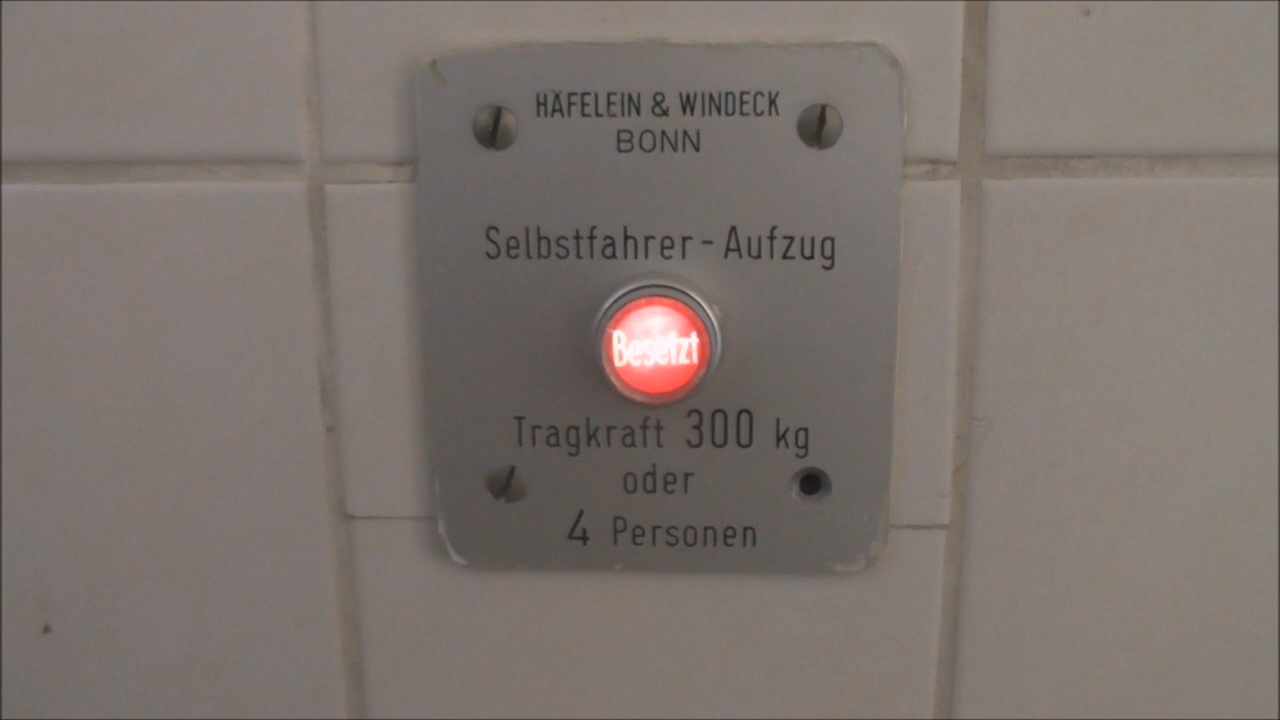 HÄFELEIN & WINDECK
BONN
Selbstfahrer-Aufzug
Besetzt
Tragkraft 300 kg
oder
4 Personen